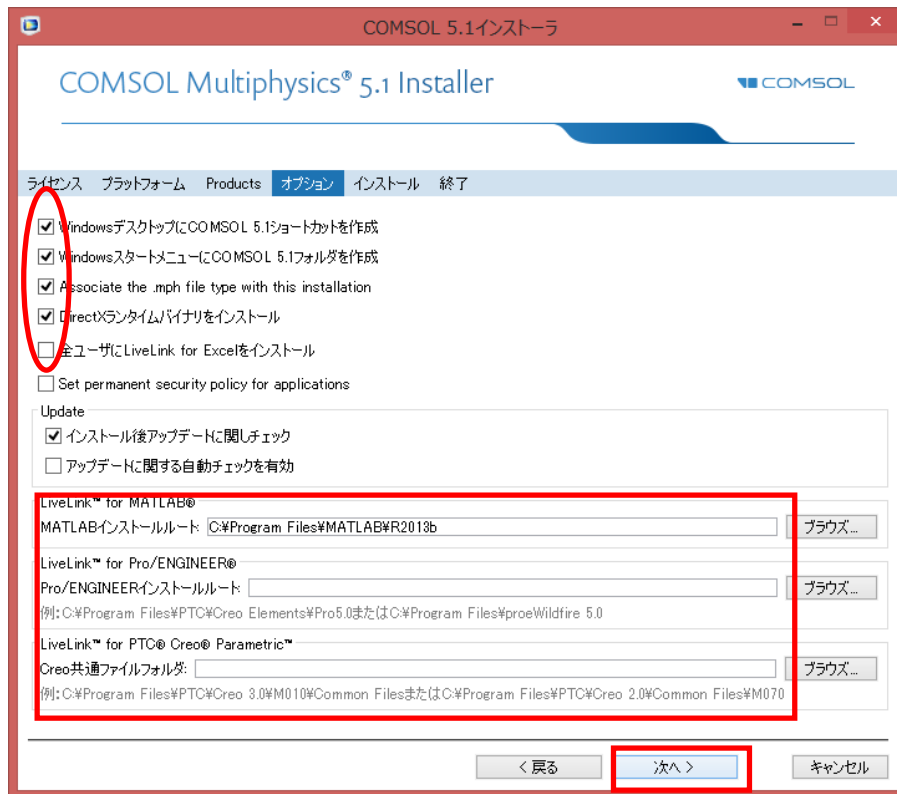 COMSOL 5.1インストーラ
COMSOL Multiphysics® 5.1 Installer
COMSOL
ライセンス プラットフォーム Products オプション インストール 終了
WindowsデスクトップにCOMSOL 5.1ショートカットを作成
WindowsスタートメニューにCOMSOL 5.1フォルダを作成
Associate the .mph file type with this installation
DirectXランタイムバイナリをインストール
全ユーザにLiveLink for Excelをインストール
Set permanent security policy for applications
Update
インストール後アップデートに関しチェック
アップデートに関する自動チェックを有効
LiveLink™ for MATLAB®
MATLABインストールルート: C:¥Program Files¥MATLAB¥R2013b ブラウズ...
LiveLink™ for Pro/ENGINEER®
Pro/ENGINEERインストールルート: ブラウズ...
例: C:¥Program Files¥PTC¥Creo Elements¥Pro5.0またはC:¥Program Files¥proeWildfire 5.0
LiveLink™ for PTC® Creo® Parametric™
Creo共通ファイルフォルダ: ブラウズ...
例: C:¥Program Files¥PTC¥Creo 3.0¥M010¥Common FilesまたはC:¥Program Files¥PTC¥Creo 2.0¥Common Files¥M070
< 戻る 次へ > キャンセル